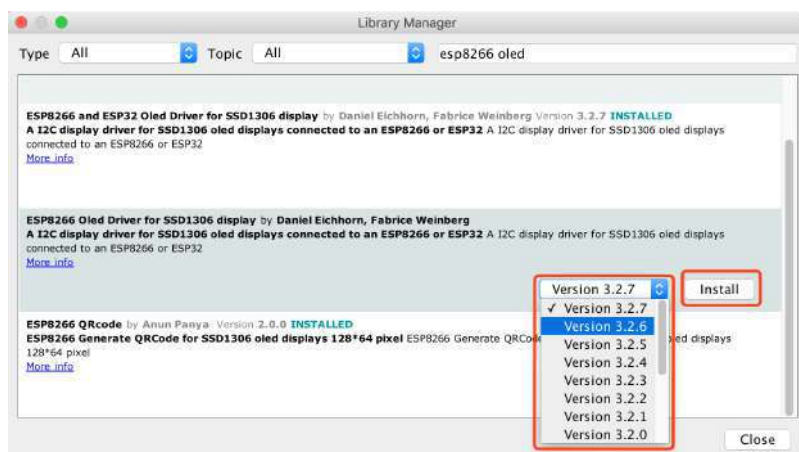 Library Manager
Type All Topic All esp8266 oled
ESP8266 and ESP32 Oled Driver for SSD1306 display by Daniel Eichhorn, Fabrice Weinberg Version 3.2.7 INSTALLED
A I2C display driver for SSD1306 oled displays connected to an ESP8266 or ESP32 A I2C display driver for SSD1306 oled displays
connected to an ESP8266 or ESP32
More info
ESP8266 Oled Driver for SSD1306 display by Daniel Eichhorn, Fabrice Weinberg
A I2C display driver for SSD1306 oled displays connected to an ESP8266 or ESP32 A I2C display driver for SSD1306 oled displays
connected to an ESP8266 or ESP32
More info
Version 3.2.7 Install
✓ Version 3.2.7
Version 3.2.6
Version 3.2.5
Version 3.2.4
Version 3.2.3
Version 3.2.2
Version 3.2.1
Version 3.2.0
ESP8266 QRcode by Anun Panya Version 2.0.0 INSTALLED
ESP8266 Generate QRCode for SSD1306 oled displays 128*64 pixel ESP8266 Generate QRCode displays
128*64 pixel
More info
Close